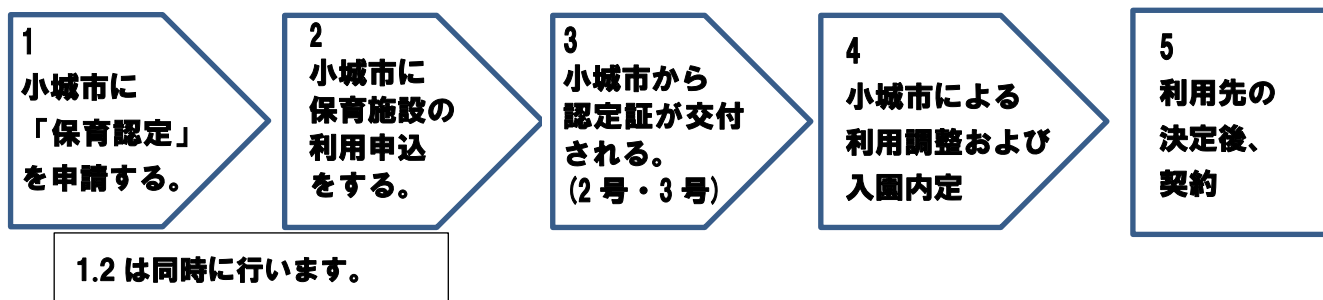 1
小城市に
「保育認定」
を申請する。
2
小城市に
保育施設の
利用申込
をする。
3
小城市から
認定証が交付
される。
(2号・3号)
4
小城市による
利用調整および
入園内定
5
利用先の
決定後、
契約
1.2は同時に行います。